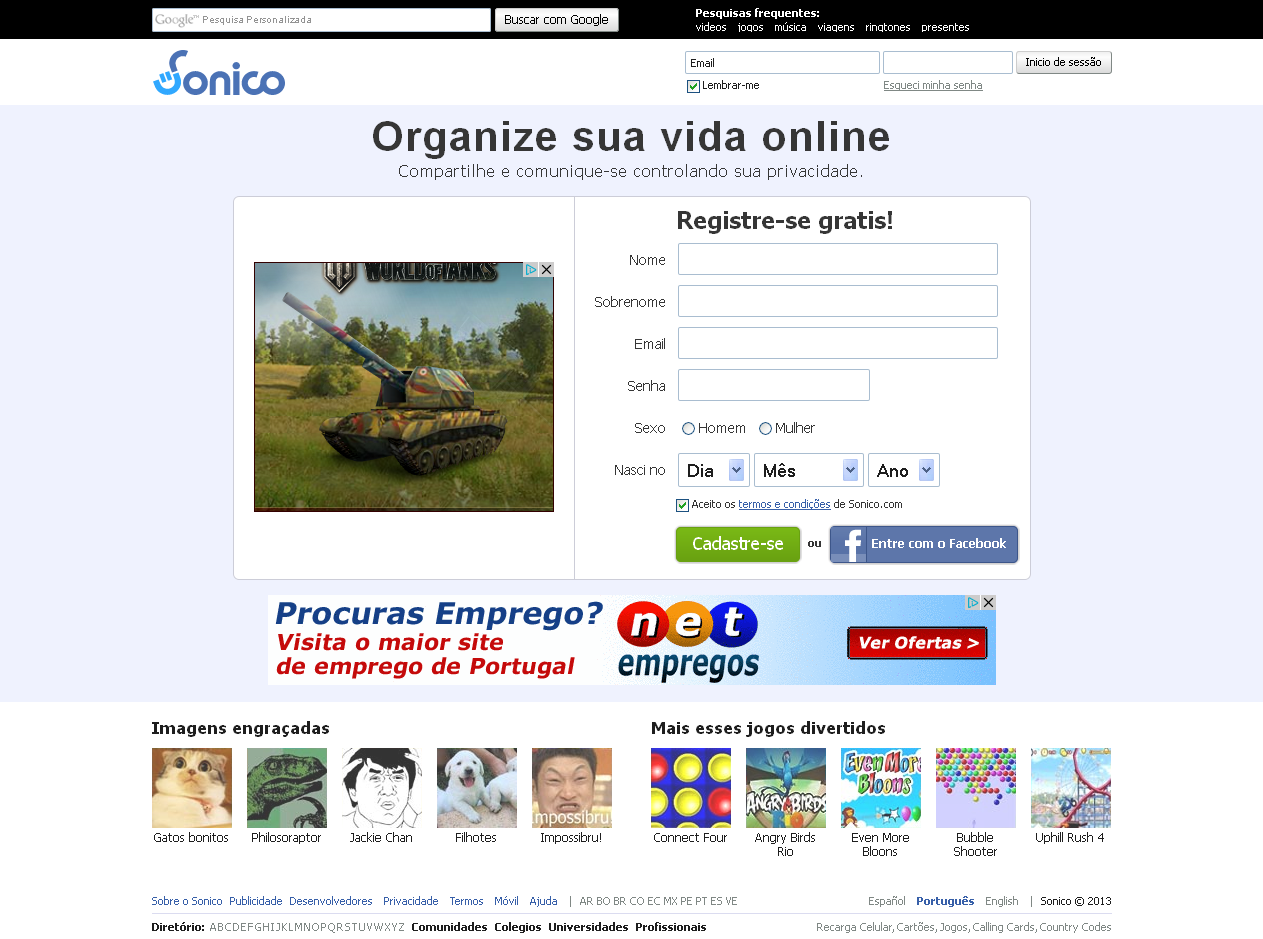 Google™ Pesquisa Personalizada
Buscar com Google
Pesquisas frequentes:
videos jogos música viagens ringtones presentes
Sonico
Email
Inicio de sessão
Lembrar-me
Esqueci minha senha
Organize sua vida online
Compartilhe e comunique-se controlando sua privacidade.
WORLD OF TANKS
Registre-se gratis!
Nome
Sobrenome
Email
Senha
Sexo Homem Mulher
Nasci no Dia Mês Ano
Aceito os termos e condições de Sonico.com
Cadastre-se ou f Entre com o Facebook
Procuras Emprego?
Visita o maior site
de emprego de Portugal
net
empregos
Ver Ofertas >
Imagens engraçadas
Impossibru!
Gatos bonitos Philosoraptor Jackie Chan Filhotes Impossibru!
Mais esses jogos divertidos
ANGRY BIRDS
Even More
Bloons
Connect Four
Angry Birds
Rio
Even More
Bloons
Bubble
Shooter
Uphill Rush 4
Sobre o Sonico Publicidade Desenvolvedores Privacidade Termos Móvil Ajuda | AR BO BR CO EC MX PE PT ES VE
Español Português English | Sonico © 2013
Diretório: A B C D E F G H I J K L M N O P Q R S T U V W X Y Z Comunidades Colegios Universidades Profissionais
Recarga Celular, Cartões, Jogos, Calling Cards, Country Codes